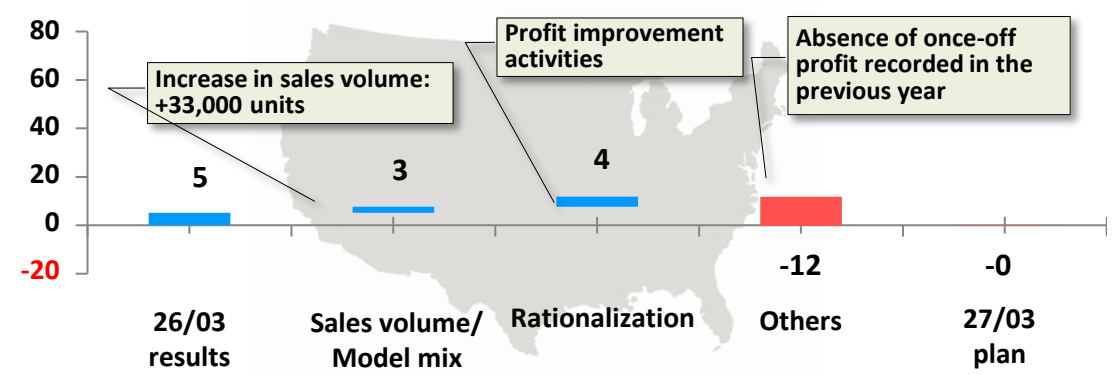 80
60
40
20
0
-20
Increase in sales volume:
+33,000 units
Profit improvement
activities
Absence of once-off
profit recorded in the
previous year
5
3
4
-12
-0
26/03
results
Sales volume/
Model mix
Rationalization
Others
27/03
plan